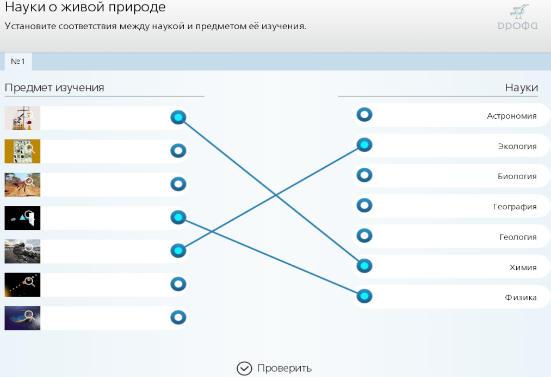 Науки о живой природе
Установите соответствия между наукой и предметом её изучения.
дрофа
№1
Предмет изучения
Науки
Астрономия
Экология
Биология
География
Геология
Химия
Физика
Проверить